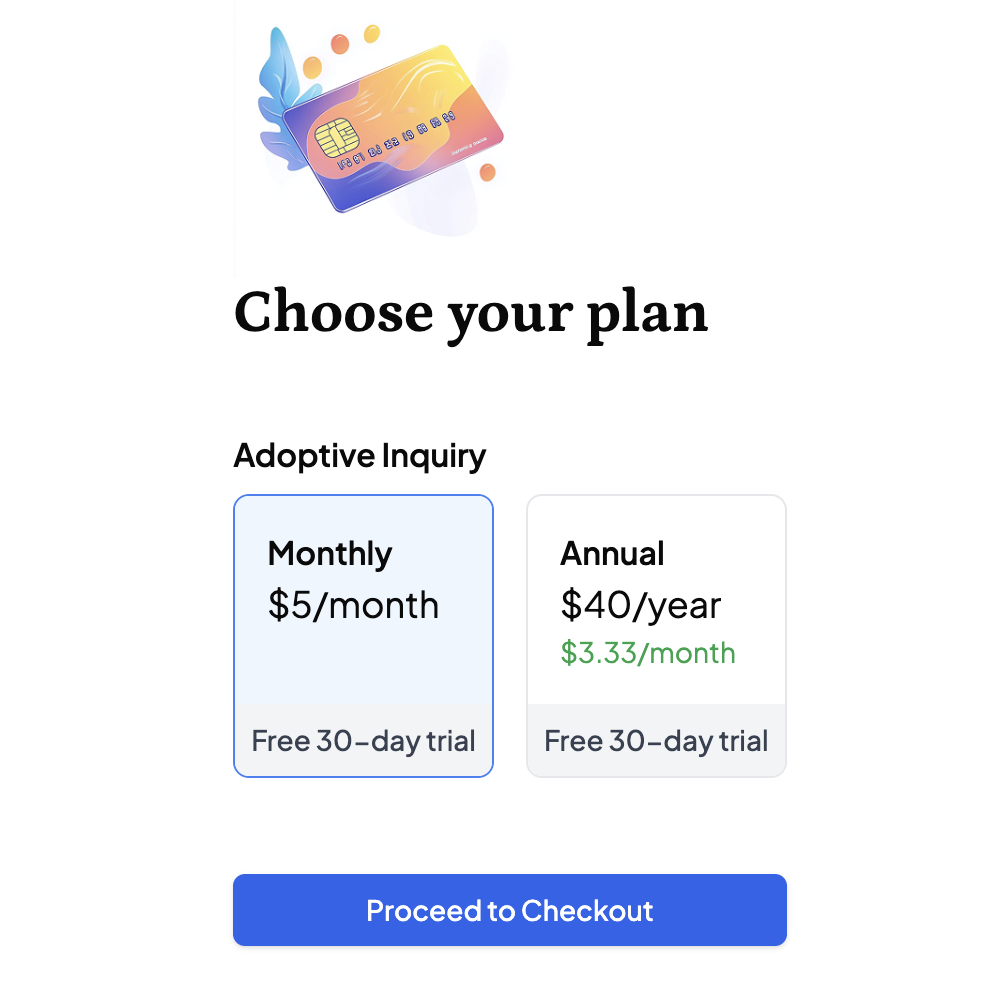 Choose your plan
Adoptive Inquiry
Monthly
$5/month
Free 30-day trial
Annual
$40/year
$3.33/month
Free 30-day trial
Proceed to Checkout